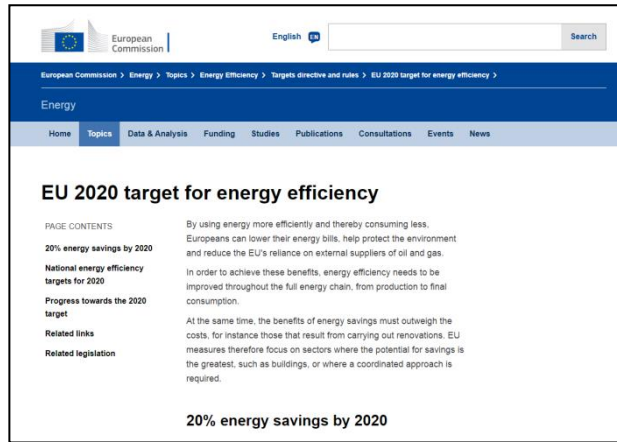 European
Commission
English EN
Search
European Commission > Energy > Topics > Energy Efficiency > Targets directive and rules > EU 2020 target for energy efficiency >
Energy
Home Topics Data & Analysis Funding Studies Publications Consultations Events News
EU 2020 target for energy efficiency
PAGE CONTENTS
20% energy savings by 2020
National energy efficiency
targets for 2020
Progress towards the 2020
target
Related links
Related legislation
By using energy more efficiently and thereby consuming less,
Europeans can lower their energy bills, help protect the environment
and reduce the EU's reliance on external suppliers of oil and gas.
In order to achieve these benefits, energy efficiency needs to be
improved throughout the full energy chain, from production to final
consumption.
At the same time, the benefits of energy savings must outweigh the
costs, for instance those that result from carrying out renovations. EU
measures therefore focus on sectors where the potential for savings is
the greatest, such as buildings, or where a coordinated approach is
required.
20% energy savings by 2020